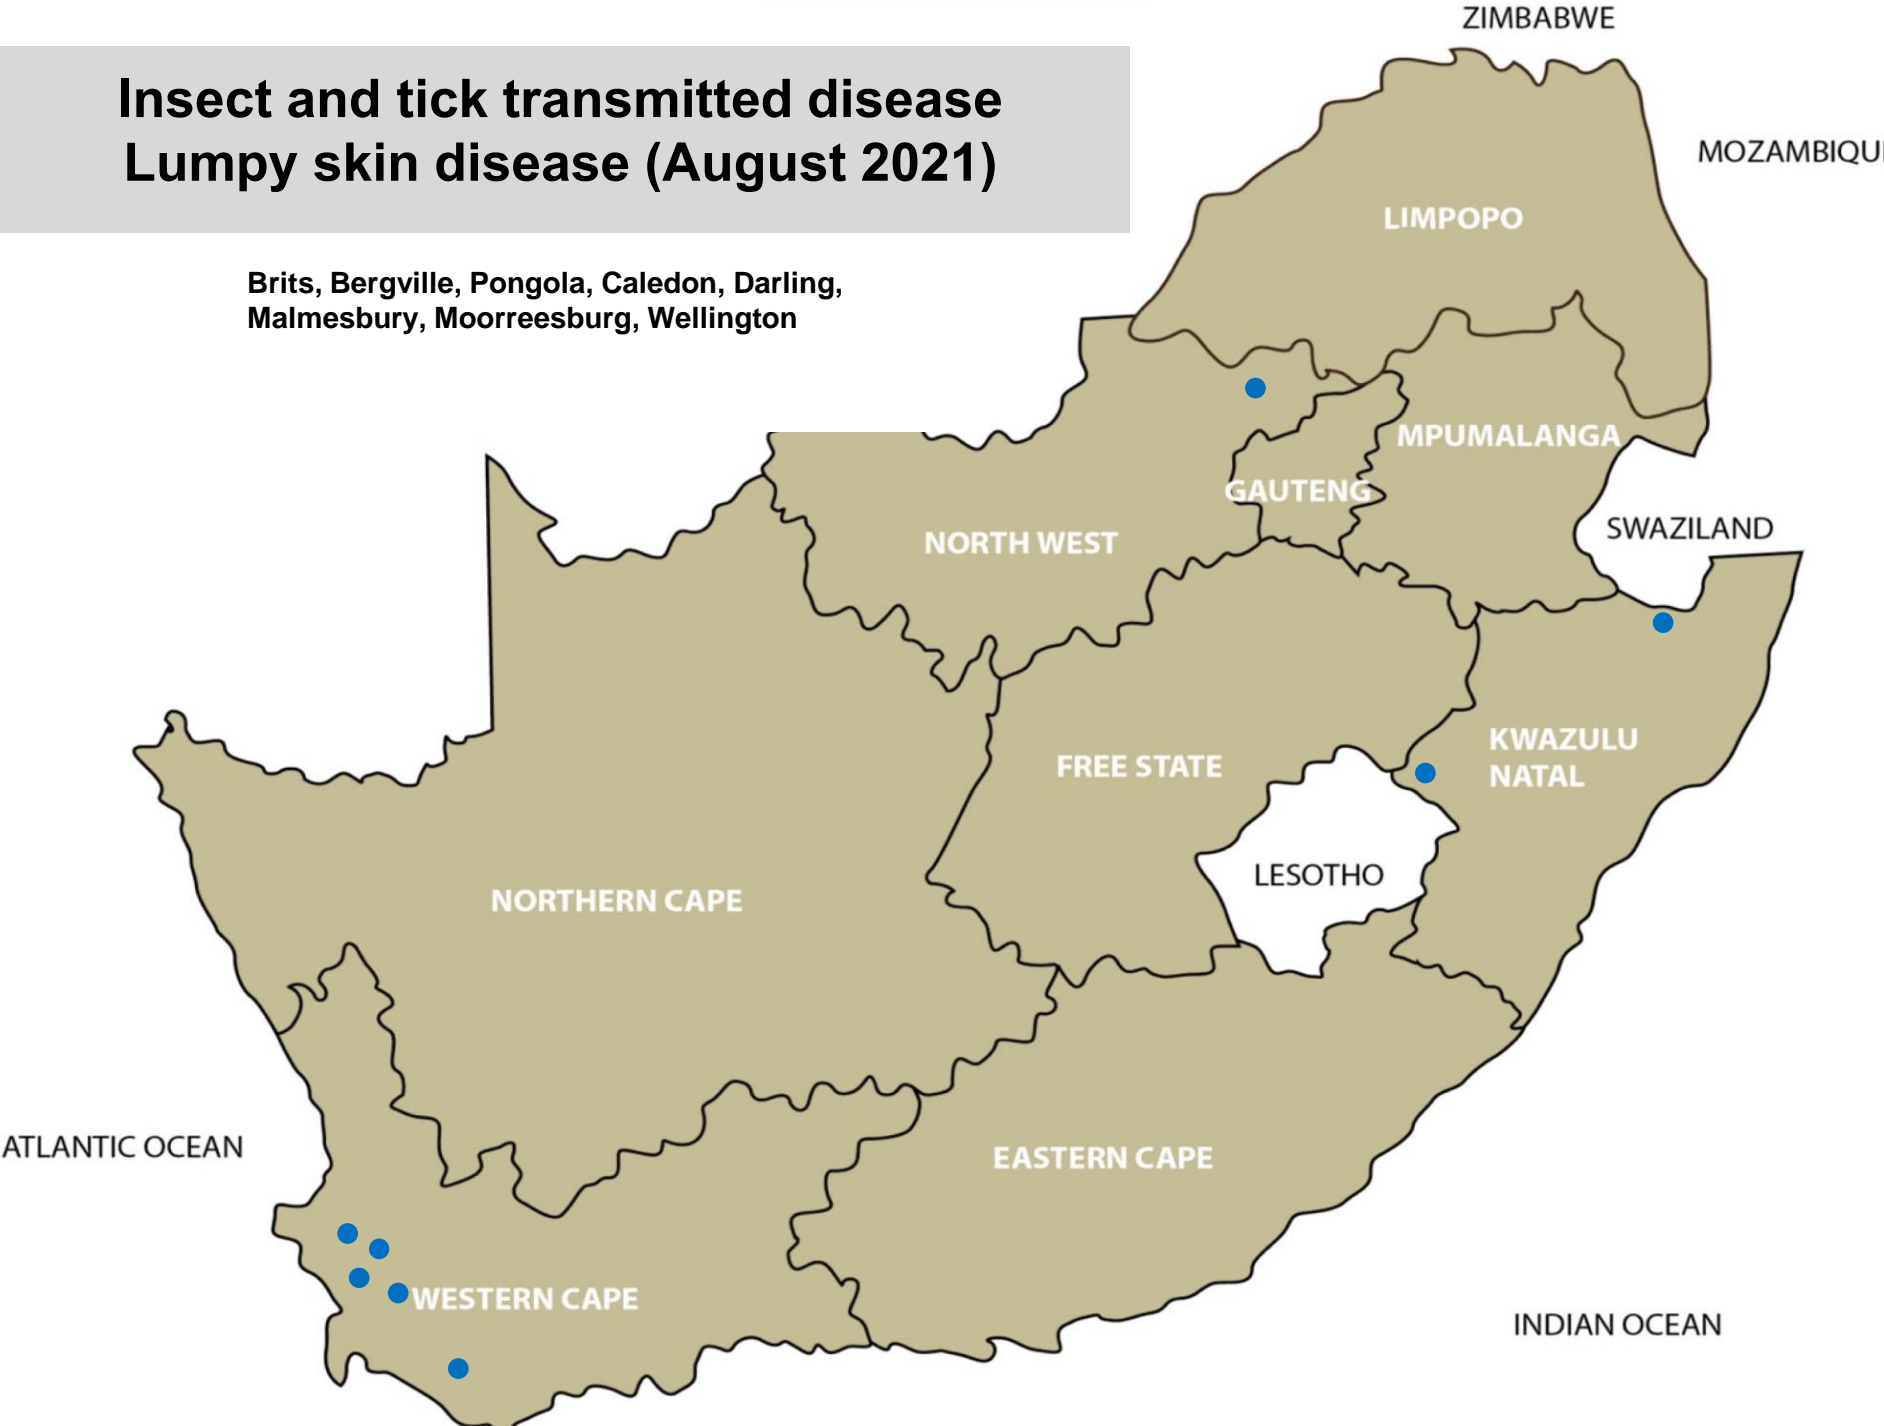 ZIMBABWE
Insect and tick transmitted disease
Lumpy skin disease (August 2021)
MOZAMBIQU
LIMPOPO
Brits, Bergville, Pongola, Caledon, Darling,
Malmesbury, Moorreesburg, Wellington
MPUMALANGA
GAUTENG
SWAZILAND
NORTH WEST
KWAZULU
NATAL
FREE STATE
LESOTHO
NORTHERN CAPE
ATLANTIC OCEAN
EASTERN CAPE
WESTERN CAPE
INDIAN OCEAN